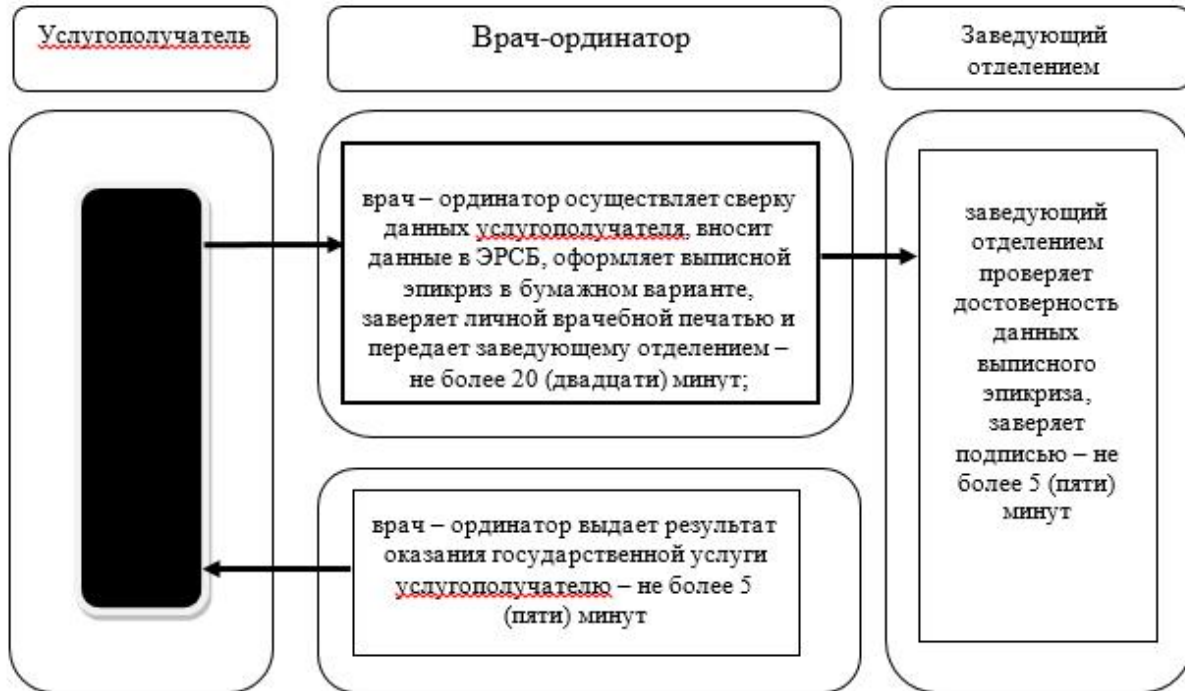 Услугополучатель
Врач-ординатор
Заведующий
отделением
врач – ординатор осуществляет сверку
данных услугополучателя, вносит
данные в ЭРСБ, оформляет выписной
эпикриз в бумажном варианте,
заверяет личной врачебной печатью и
передает заведующему отделением –
не более 20 (двадцати) минут;
заведующий
отделением
проверяет
достоверность
данных
выписного
эпикриза,
заверяет
подписью – не
более 5 (пяти)
минут
врач – ординатор выдает результат
оказания государственной услуги
услугополучателю – не более 5
(пяти) минут